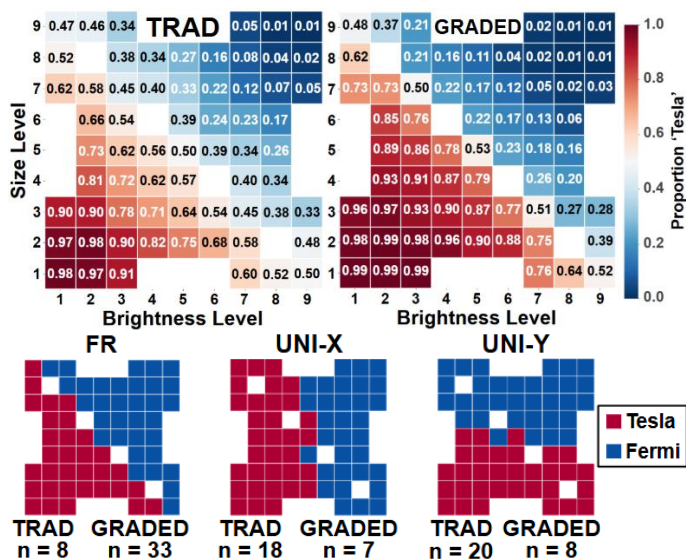 TRAD GRADED
9 0.47 0.46 0.34 0.05 0.01 0.01 9 0.48 0.37 0.21 0.02 0.01 0.01 1.0
8 0.52 0.38 0.34 0.27 0.16 0.08 0.04 0.02 8 0.62 0.21 0.16 0.11 0.04 0.02 0.01 0.01
7 0.62 0.58 0.45 0.40 0.33 0.22 0.12 0.07 0.05 7 0.73 0.73 0.50 0.22 0.17 0.12 0.05 0.02 0.03 0.8
6 0.66 0.54 0.39 0.24 0.23 0.17 6 0.85 0.76 0.22 0.17 0.13 0.06
5 0.73 0.62 0.56 0.50 0.39 0.34 0.26 5 0.89 0.86 0.78 0.53 0.23 0.18 0.16 0.6
4 0.81 0.72 0.62 0.57 0.40 0.34 4 0.93 0.91 0.87 0.79 0.26 0.20 0.4
3 0.90 0.90 0.78 0.71 0.64 0.54 0.45 0.38 0.33 3 0.96 0.97 0.93 0.90 0.87 0.77 0.51 0.27 0.28
2 0.97 0.98 0.90 0.82 0.75 0.68 0.58 0.48 2 0.98 0.99 0.98 0.96 0.90 0.88 0.75 0.39 0.2
1 0.98 0.97 0.91 0.60 0.52 0.50 1 0.99 0.99 0.99 0.76 0.64 0.52 0.0
Size Level
Proportion 'Tesla'
1 2 3 4 5 6 7 8 9 1 2 3 4 5 6 7 8 9
Brightness Level Brightness Level
FR UNI-X UNI-Y
Tesla
Fermi
TRAD GRADED TRAD GRADED TRAD GRADED
n = 8 n = 33 n = 18 n = 7 n = 20 n = 8